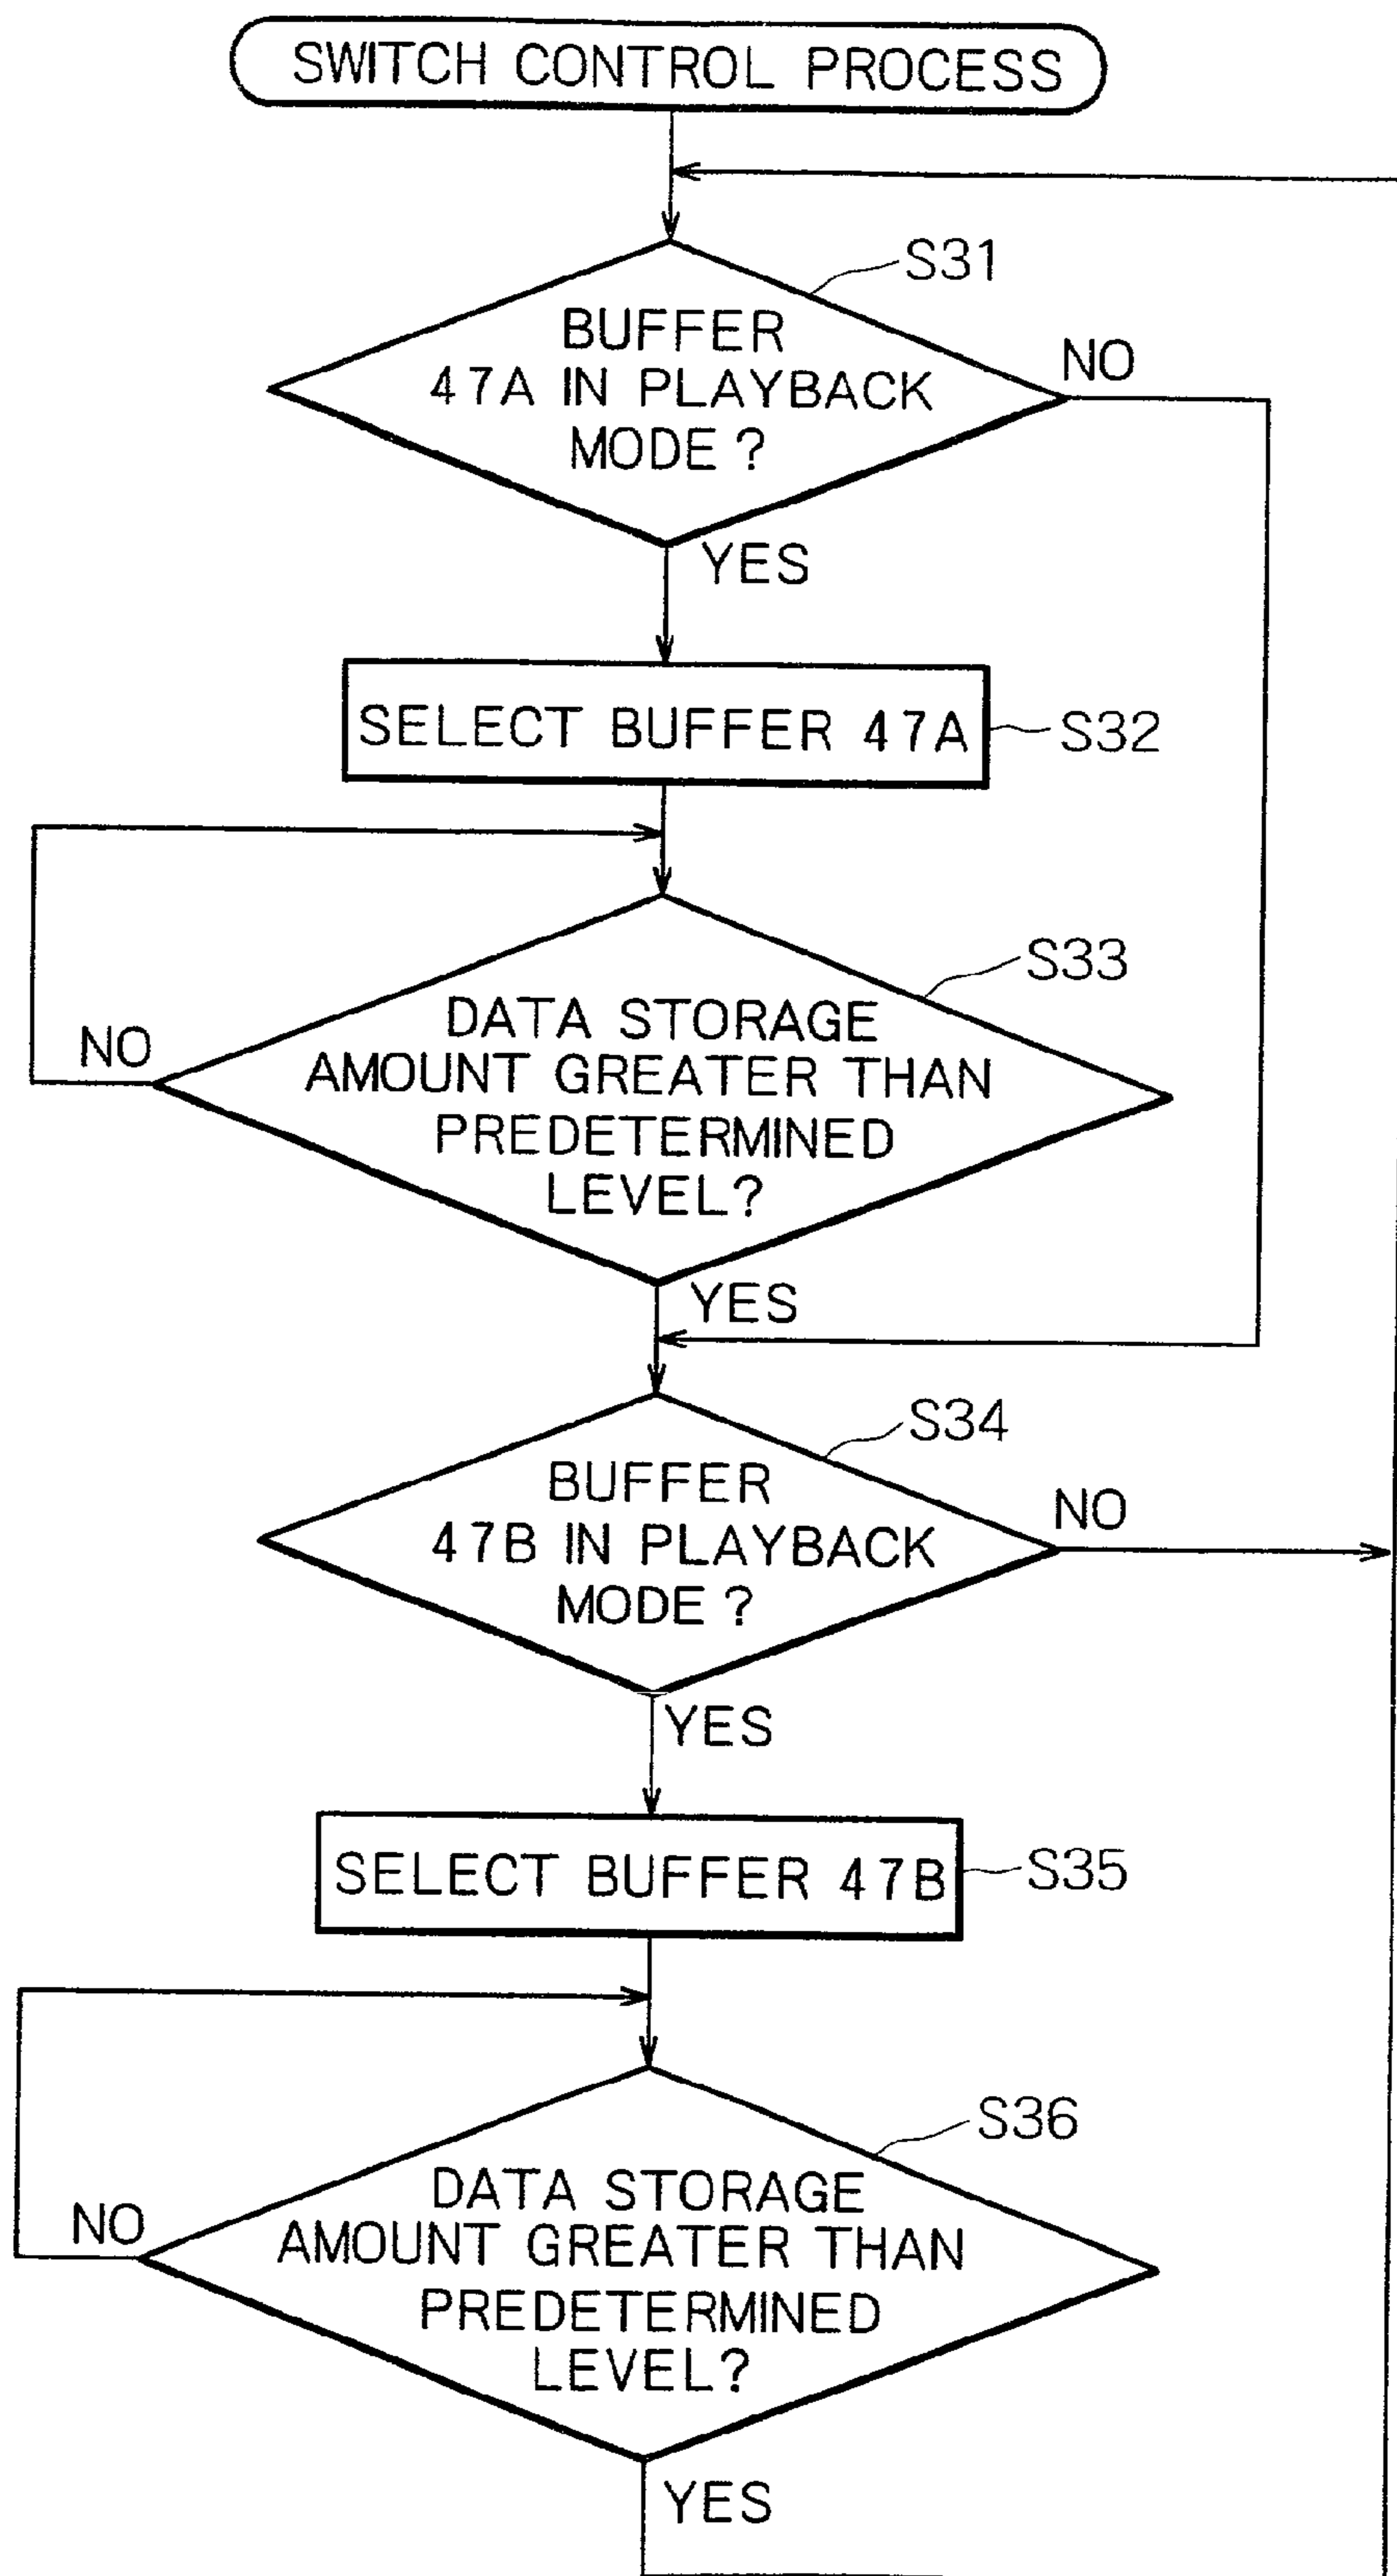 SWITCH CONTROL PROCESS
S31
BUFFER
47A IN PLAYBACK
MODE ?
NO
YES
SELECT BUFFER 47A
S32
S33
DATA STORAGE
AMOUNT GREATER THAN
PREDETERMINED
LEVEL?
NO
YES
S34
BUFFER
47B IN PLAYBACK
MODE ?
NO
YES
SELECT BUFFER 47B
S35
S36
DATA STORAGE
AMOUNT GREATER THAN
PREDETERMINED
LEVEL?
NO
YES